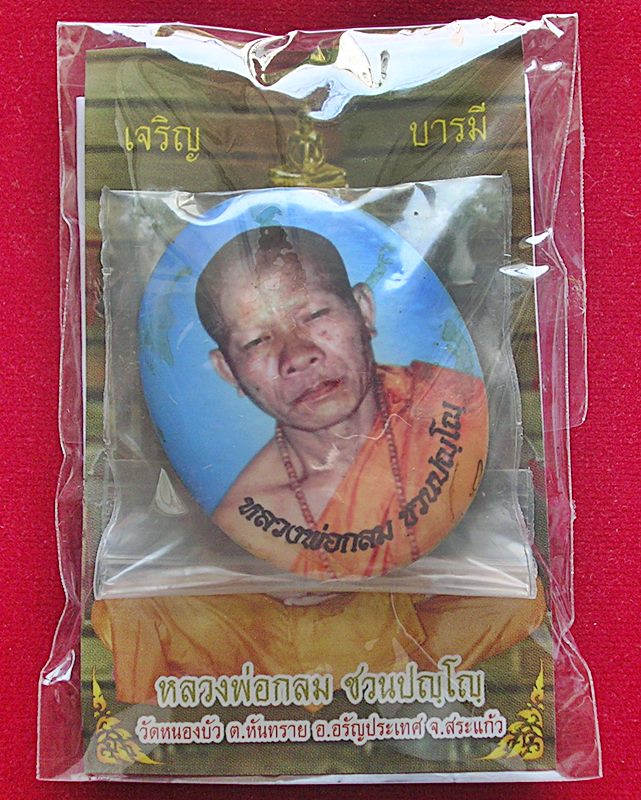 เจริญ บารมี
หลวงพ่อกลม ชวนปญฺโญฺ
หลวงพ่อกลม ชวนปญฺโญฺ
วัดหนองบัว ต.หันทราย อ.อรัญประเทศ จ.สระแก้ว